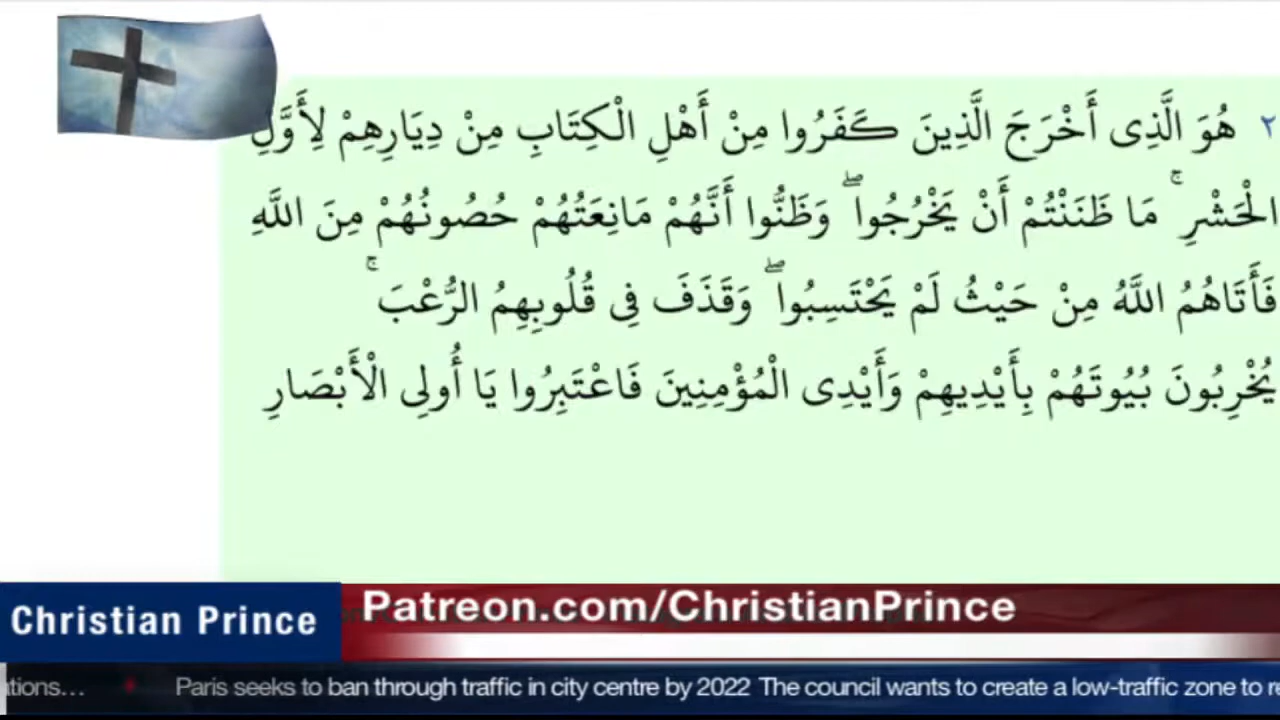 ٢ هُوَ الَّذِى أَخْرَجَ الَّذِينَ كَفَرُوا مِنْ أَهْلِ الْكِتَابِ مِنْ دِيَارِهِمْ لِأَوَّلِ
الْحَشْرِ ۚ مَا ظَنَنْتُمْ أَنْ يَخْرُجُوا ۖ وَظَنُّوا أَنَّهُمْ مَانِعَتُهُمْ حُصُونُهُمْ مِنَ اللَّهِ
فَأَتَاهُمُ اللَّهُ مِنْ حَيْثُ لَمْ يَحْتَسِبُوا ۖ وَقَذَفَ فِى قُلُوبِهِمُ الرُّعْبَ ۚ
يُخْرِبُونَ بُيُوتَهُمْ بِأَيْدِيهِمْ وَأَيْدِى الْمُؤْمِنِينَ فَاعْتَبِرُوا يَا أُولِى الْأَبْصَارِ
Patreon.com/ChristianPrince
Christian Prince
Paris seeks to ban through traffic in city centre by 2022 The council wants to create a low-traffic zone to